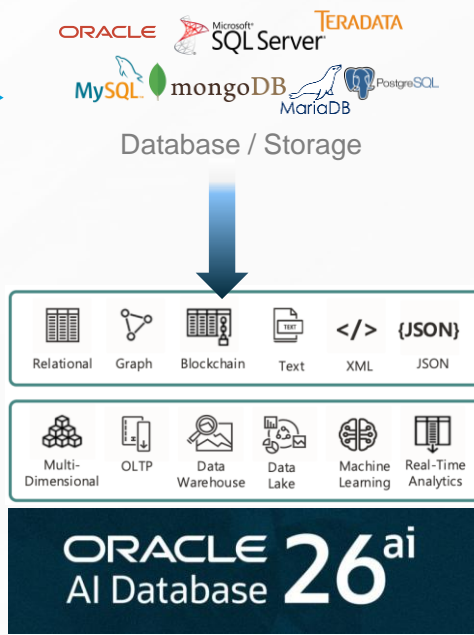 ORACLE
Microsoft
SQL Server
TERADATA
MySQL
mongoDB
MariaDB
PostgreSQL
Database / Storage
Relational
Graph
Blockchain
TEXT
Text
</>
XML
{JSON}
JSON
Multi-
Dimensional
OLTP
Data
Warehouse
Data
Lake
Machine
Learning
Real-Time
Analytics
ORACLE
AI Database
26ai